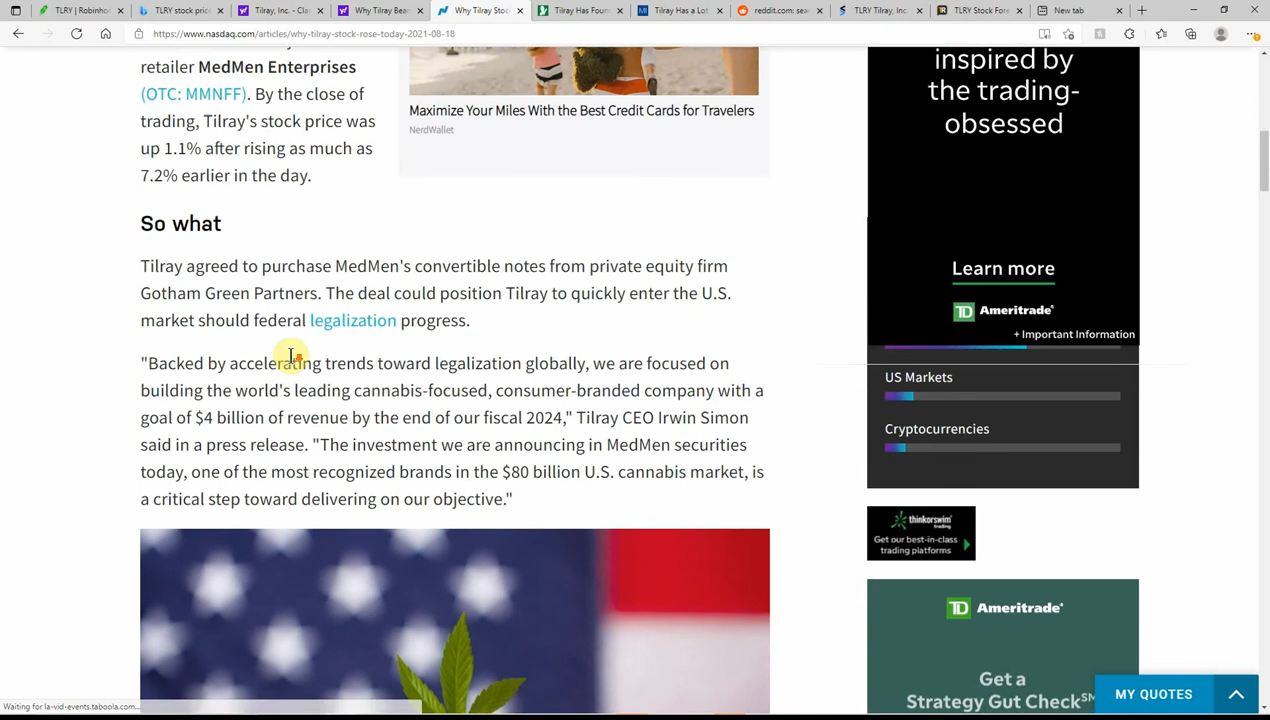 TLRY | Robinhoo
TLRY stock price
Tilray, Inc. - Cla
Why Tilray Bear
Why Tilray Stoc
Tilray Has Foun
Tilray Has a Lot
reddit.com: sea
TLRY Tilray, Inc.
TLRY Stock Fore
New tab
https://www.nasdaq.com/articles/why-tilray-stock-rose-today-2021-08-18
retailer MedMen Enterprises
(OTC: MMNFF). By the close of
trading, Tilray's stock price was
up 1.1% after rising as much as
7.2% earlier in the day.
Maximize Your Miles With the Best Credit Cards for Travelers
NerdWallet
So what
Tilray agreed to purchase MedMen's convertible notes from private equity firm
Gotham Green Partners. The deal could position Tilray to quickly enter the U.S.
market should federal legalization progress.
"Backed by accelerating trends toward legalization globally, we are focused on
building the world's leading cannabis-focused, consumer-branded company with a
goal of $4 billion of revenue by the end of our fiscal 2024," Tilray CEO Irwin Simon
said in a press release. "The investment we are announcing in MedMen securities
today, one of the most recognized brands in the $80 billion U.S. cannabis market, is
a critical step toward delivering on our objective."
inspired by
the trading-
obsessed
Learn more
TD Ameritrade
+ Important Information
US Markets
Cryptocurrencies
thinkorswim
trading
Get our best-in-class
trading platforms
TD Ameritrade
Get a
Strategy Gut Check SM
MY QUOTES
Waiting for la-vid-events.taboola.com...